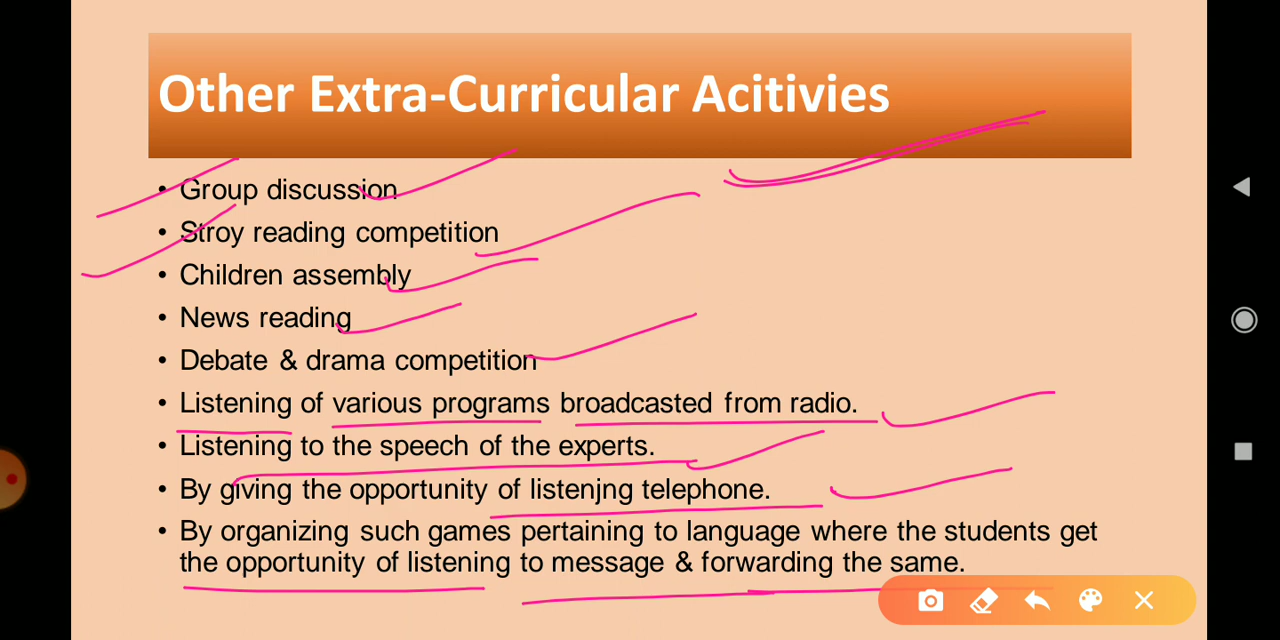 Other Extra-Curricular Acitivies
• Group discussion
• Stroy reading competition
• Children assembly
• News reading
• Debate & drama competition
• Listening of various programs broadcasted from radio.
• Listening to the speech of the experts.
• By giving the opportunity of listenjng telephone.
• By organizing such games pertaining to language where the students get
the opportunity of listening to message & forwarding the same.